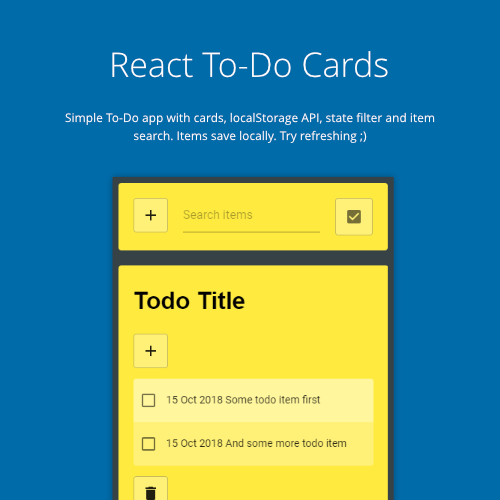 React To-Do Cards
Simple To-Do app with cards, localStorage API, state filter and item
search. Items save locally. Try refreshing ;)
Search items
Todo Title
15 Oct 2018 Some todo item first
15 Oct 2018 And some more todo item